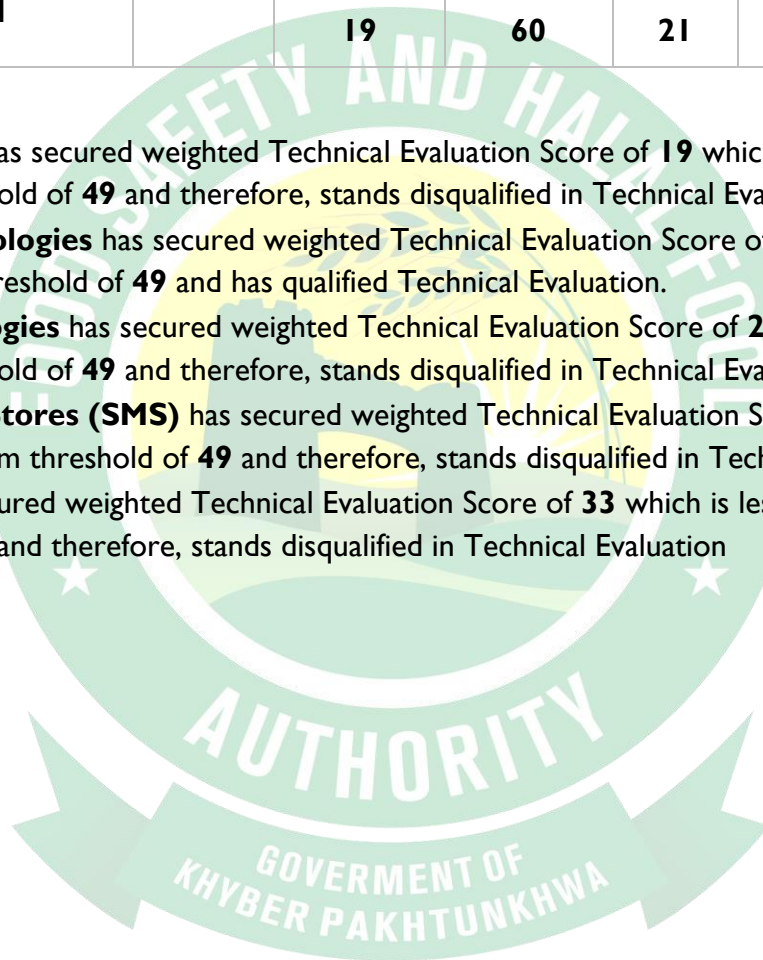 19 60 21
as secured weighted Technical Evaluation Score of 19 whic
old of 49 and therefore, stands disqualified in Technical Eva
ologies has secured weighted Technical Evaluation Score of
reshold of 49 and has qualified Technical Evaluation.
ogies has secured weighted Technical Evaluation Score of 2
old of 49 and therefore, stands disqualified in Technical Eva
Stores (SMS) has secured weighted Technical Evaluation S
m threshold of 49 and therefore, stands disqualified in Tech
ured weighted Technical Evaluation Score of 33 which is les
and therefore, stands disqualified in Technical Evaluation
FOOD SAFETY AND HALAL FOOD
AUTHORITY
GOVERMENT OF
KHYBER PAKHTUNKHWA